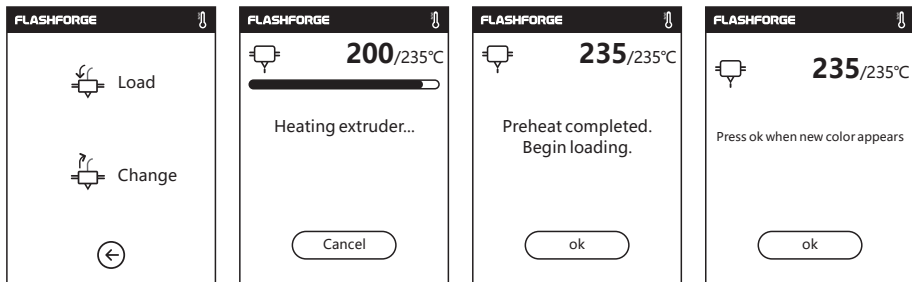 FLASHFORGE
Load
Change
FLASHFORGE
200/235℃
Heating extruder...
Cancel
FLASHFORGE
235/235℃
Preheat completed.
Begin loading.
ok
FLASHFORGE
235/235℃
Press ok when new color appears
ok